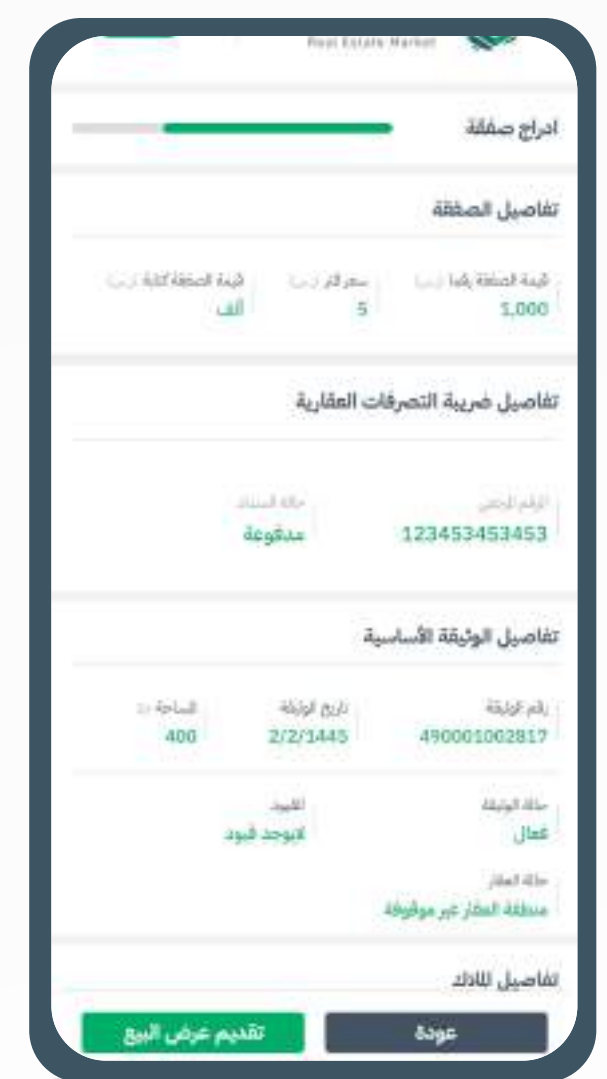 Real Estate Market
ادراج صفقة
تفاصيل الصفقة
قيمة الصفقة رقما سعر المتر قيمة الصفقة كتابة
1,000 5 ألف
تفاصيل ضريبة التصرفات العقارية
الرقم المرجعي حالة السداد
123453453453 مدفوعة
تفاصيل الوثيقة الأساسية
رقم الوثيقة تاريخ الوثيقة المساحة
490001002817 2/2/1445 400
حالة الوثيقة القيود
فعال لايوجد قيود
حالة العقار
منطقة العقار غير موقوفة
تفاصيل الملاك
عودة تقديم عرض البيع